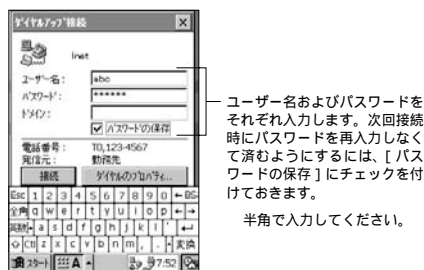 ダイヤルアップ接続
inet
ユーザー名：
abc
パスワード：
******
ドメイン：
パスワードの保存
電話番号：
T0,123-4567
発信元：
勤務先
接続
ダイヤルのプロパティ...
Esc 1 2 3 4 5 6 7 8 9 0 ←BS
全角 q w e r t y u i o p ← →
英数 a s d f g h j k l
Ctl z x c v b n m , . 変換
スタート A 7:52
ユーザー名およびパスワードを
それぞれ入力します。次回接続
時にパスワードを再入力しなく
て済むようにするには、[ パス
ワードの保存 ] にチェックを付
けておきます。
半角で入力してください。